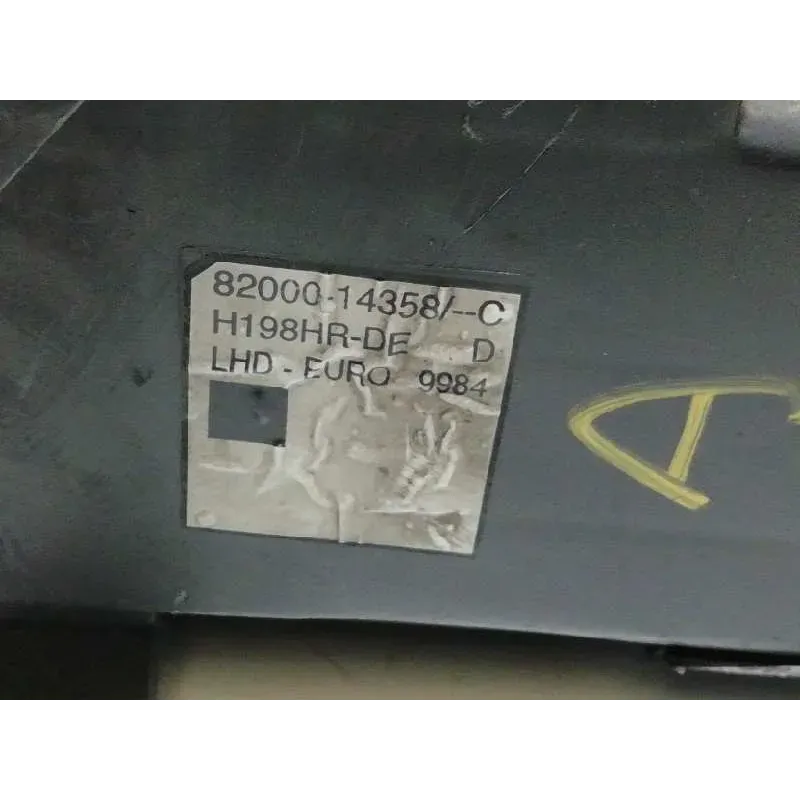 82000-14358/--C
H198HR-DE D
LHD - EURO 9984
A